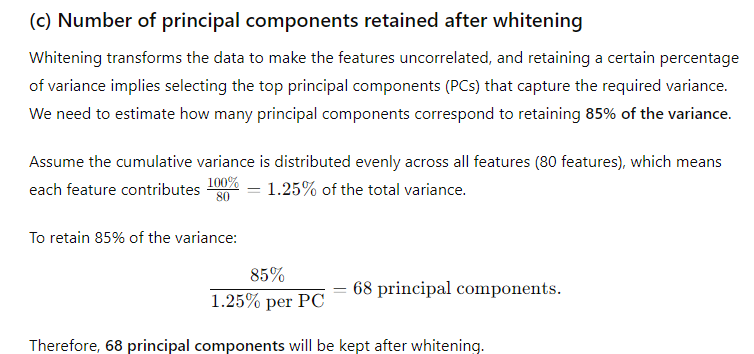 (c) Number of principal components retained after whitening
Whitening transforms the data to make the features uncorrelated, and retaining a certain percentage
of variance implies selecting the top principal components (PCs) that capture the required variance.
We need to estimate how many principal components correspond to retaining 85% of the variance.
Assume the cumulative variance is distributed evenly across all features (80 features), which means
each feature contributes 100%/80 = 1.25% of the total variance.
To retain 85% of the variance:
85%
1.25% per PC = 68 principal components.
Therefore, 68 principal components will be kept after whitening.